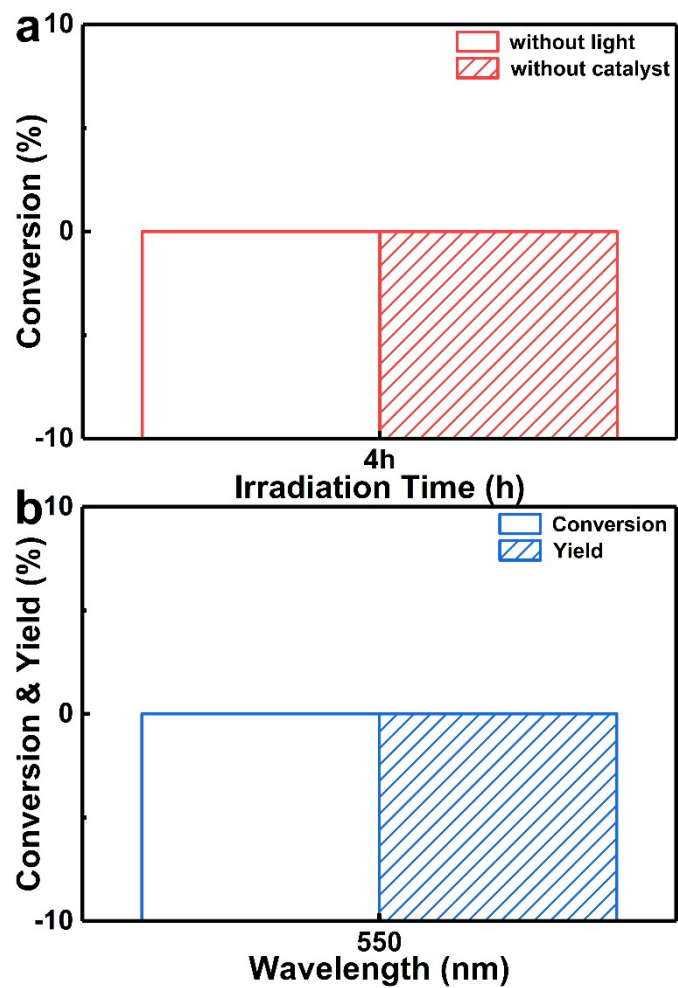 a
10
without light
without catalyst
Conversion (%)
0
-10
4h
Irradiation Time (h)
b
10
Conversion
Yield
Conversion & Yield (%)
0
-10
550
Wavelength (nm)